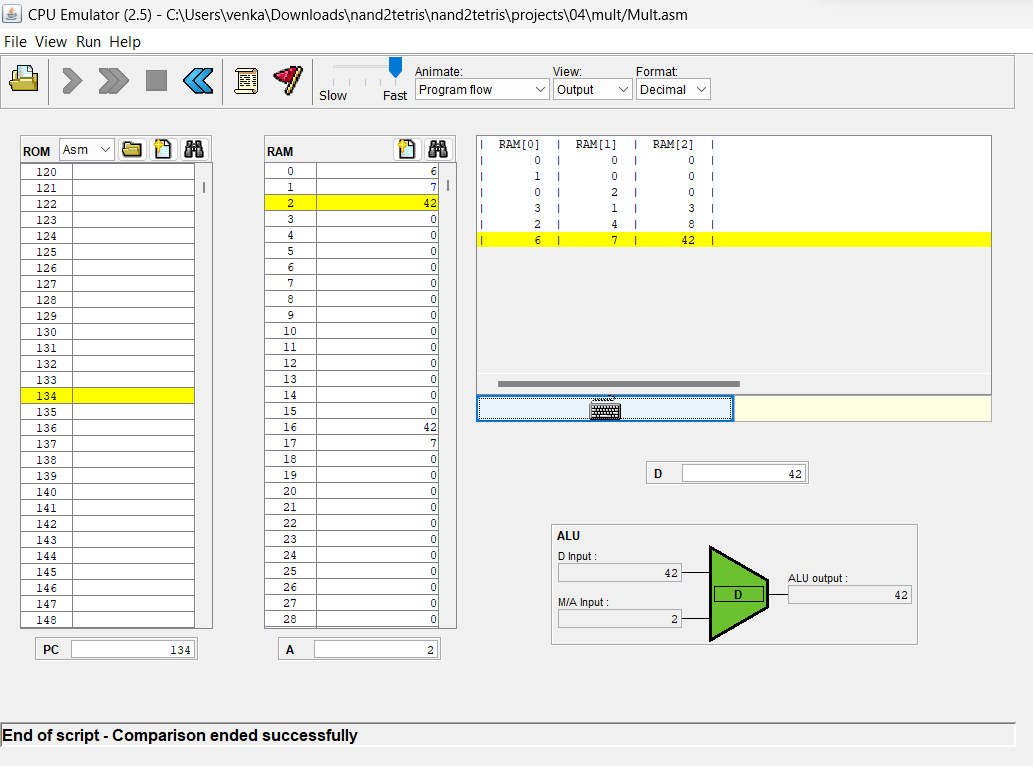 CPU Emulator (2.5) - C:\Users\venka\Downloads\nand2tetris\nand2tetris\projects\04\mult/Mult.asm
File View Run Help
Animate: View: Format:
Slow Fast Program flow Output Decimal
ROM Asm
120
121
122
123
124
125
126
127
128
129
130
131
132
133
134
135
136
137
138
139
140
141
142
143
144
145
146
147
148
PC 134
RAM
0 6
1 7
2 42
3 0
4 0
5 0
6 0
7 0
8 0
9 0
10 0
11 0
12 0
13 0
14 0
15 0
16 42
17 7
18 0
19 0
20 0
21 0
22 0
23 0
24 0
25 0
26 0
27 0
28 0
A 2
| RAM[0] | RAM[1] | RAM[2] |
| 0 | 0 | 0 |
| 1 | 0 | 0 |
| 0 | 2 | 0 |
| 3 | 1 | 3 |
| 2 | 4 | 8 |
| 6 | 7 | 42 |
D 42
ALU
D Input :
42
M/A Input :
2
D
ALU output :
42
End of script - Comparison ended successfully